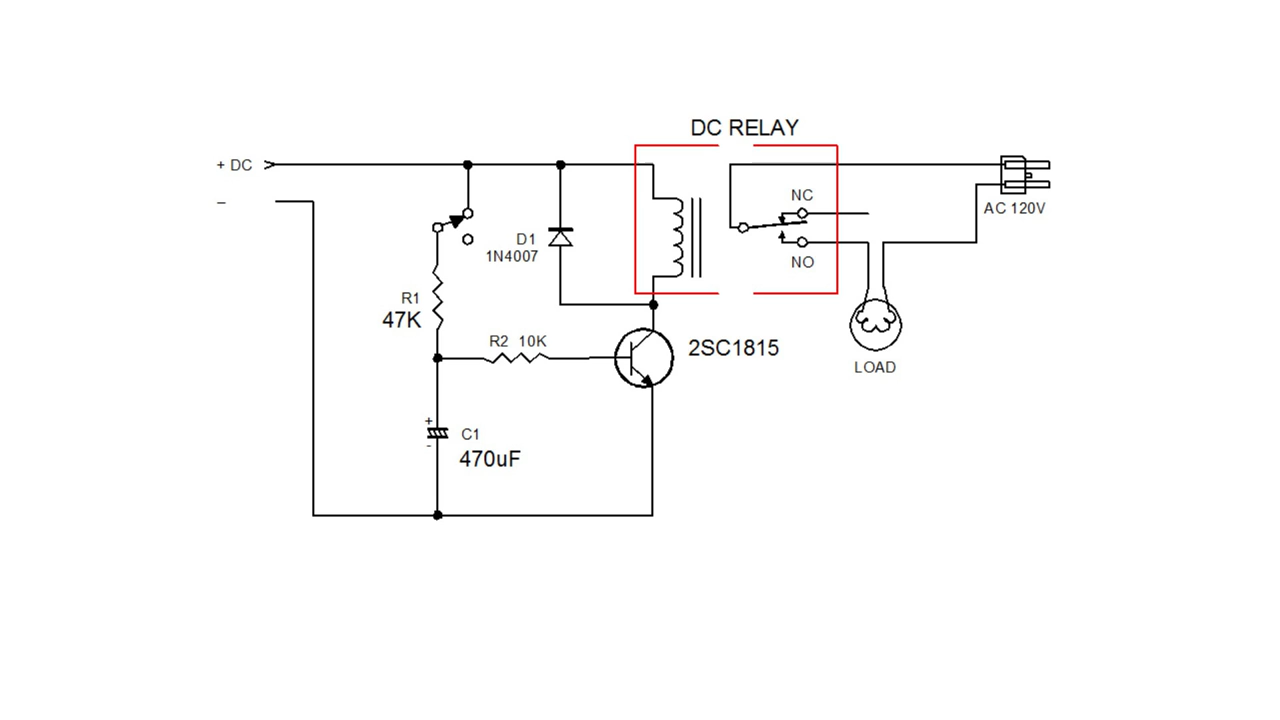 DC RELAY
+ DC
–
NC
AC 120V
D1
1N4007
NO
R1
47K
R2 10K
2SC1815
LOAD
+
C1
-
470uF